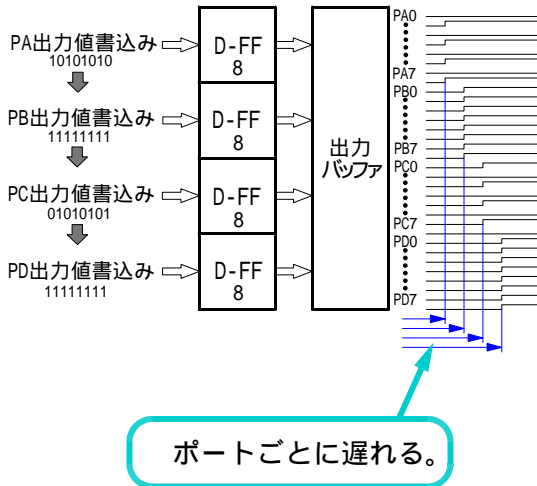 PA出力値書込み
10101010
PB出力値書込み
11111111
PC出力値書込み
01010101
PD出力値書込み
11111111
D-FF
8
D-FF
8
D-FF
8
D-FF
8
出力
バッファ
PA0
PA7
PB0
PB7
PC0
PC7
PD0
PD7
ポートごとに遅れる。